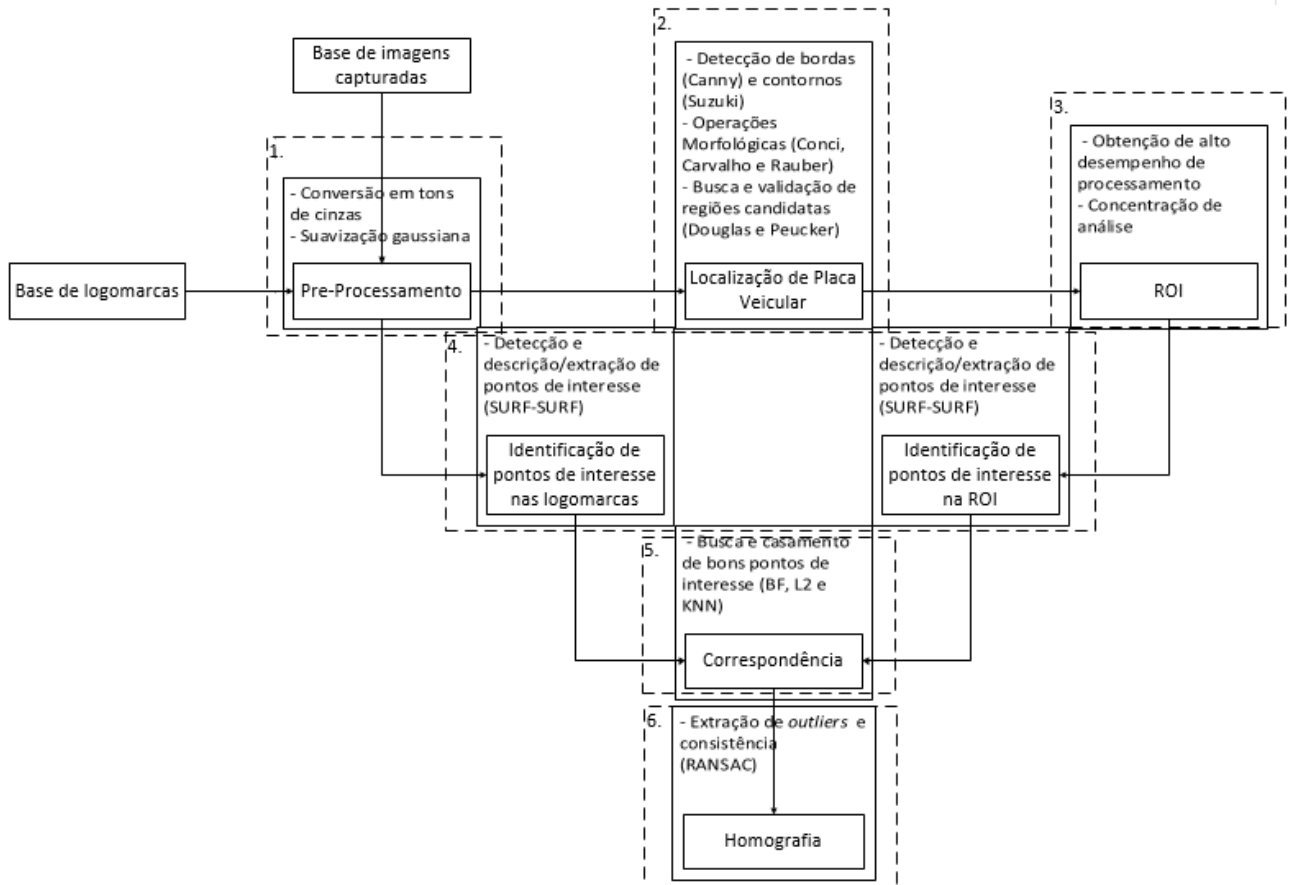 Base de imagens
capturadas
1.
- Conversão em tons
de cinzas
- Suavização gaussiana
Base de logomarcas
Pre-Processamento
2.
- Detecção de bordas
(Canny) e contornos
(Suzuki)
- Operações
Morfológicas (Conci,
Carvalho e Rauber)
- Busca e validação de
regiões candidatas
(Douglas e Peucker)
Localização de Placa
Veicular
3.
- Obtenção de alto
desempenho de
processamento
- Concentração de
análise
ROI
4.
- Detecção e
descrição/extração de
pontos de interesse
(SURF-SURF)
Identificação de
pontos de interesse
nas logomarcas
- Detecção e
descrição/extração de
pontos de interesse
(SURF-SURF)
Identificação de
pontos de interesse
na ROI
5.
- Busca e casamento
de bons pontos de
interesse (BF, L2 e
KNN)
Correspondência
6.
- Extração de outliers e
consistência
(RANSAC)
Homografia